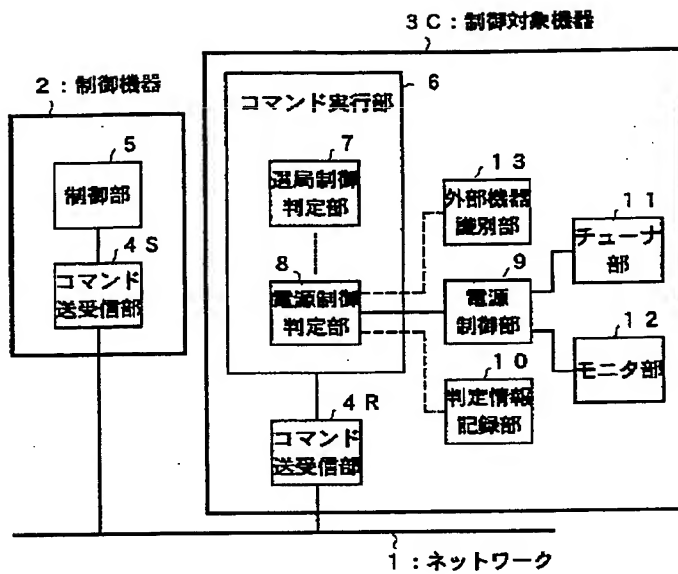 3C:制御対象機器
2:制御機器
5
制御部
4S
コマンド
送受信部
6
コマンド実行部
7
選局制御
判定部
8
電源制御
判定部
13
外部機器
識別部
9
電源
制御部
11
チューナ
部
12
モニタ部
10
判定情報
記録部
4R
コマンド
送受信部
1:ネットワーク